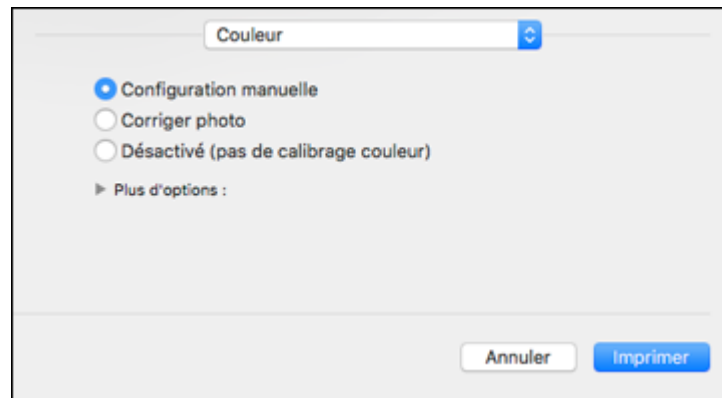 Couleur
Configuration manuelle
Corriger photo
Désactivé (pas de calibrage couleur)
Plus d'options :
Annuler Imprimer